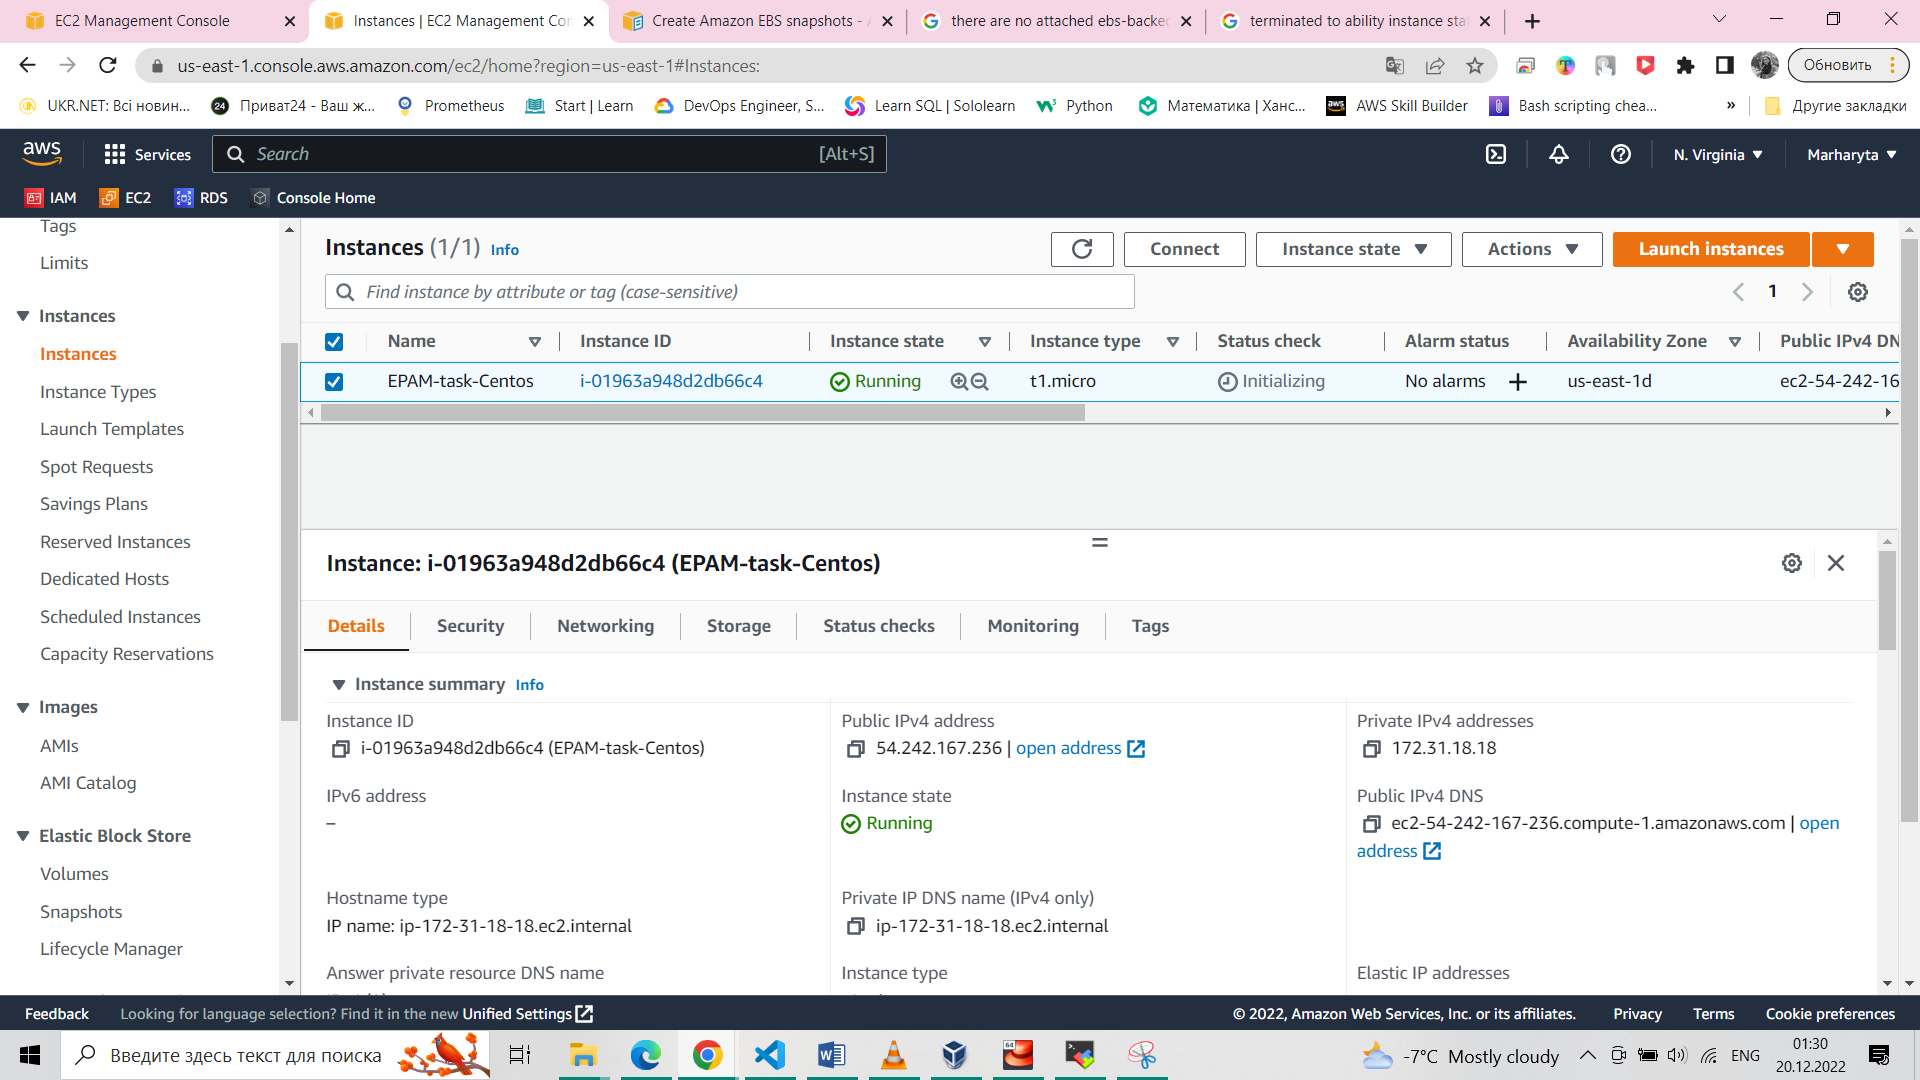 EC2 Management Console
Instances | EC2 Management Con
Create Amazon EBS snapshots - A
there are no attached ebs-backe
terminated to ability instance sta
us-east-1.console.aws.amazon.com/ec2/home?region=us-east-1#Instances:
Обновить
UKR.NET: Всі новин...
Приват24 - Ваш ж...
Prometheus
Start | Learn
DevOps Engineer, S...
Learn SQL | Sololearn
Python
Математика | Ханс...
AWS Skill Builder
Bash scripting chea...
»
Другие закладки
aws
Services
Search
[Alt+S]
N. Virginia
Marharyta
IAM
EC2
RDS
Console Home
Tags
Limits
Instances
Instances
Instance Types
Launch Templates
Spot Requests
Savings Plans
Reserved Instances
Dedicated Hosts
Scheduled Instances
Capacity Reservations
Images
AMIs
AMI Catalog
Elastic Block Store
Volumes
Snapshots
Lifecycle Manager
Instances (1/1) Info
Connect
Instance state
Actions
Launch instances
Find instance by attribute or tag (case-sensitive)
1
Name
Instance ID
Instance state
Instance type
Status check
Alarm status
Availability Zone
Public IPv4 DN
EPAM-task-Centos
i-01963a948d2db66c4
Running
t1.micro
Initializing
No alarms
us-east-1d
ec2-54-242-16
Instance: i-01963a948d2db66c4 (EPAM-task-Centos)
Details
Security
Networking
Storage
Status checks
Monitoring
Tags
Instance summary Info
Instance ID
i-01963a948d2db66c4 (EPAM-task-Centos)
Public IPv4 address
54.242.167.236 | open address
Private IPv4 addresses
172.31.18.18
IPv6 address
–
Instance state
Running
Public IPv4 DNS
ec2-54-242-167-236.compute-1.amazonaws.com | open
address
Hostname type
IP name: ip-172-31-18-18.ec2.internal
Private IP DNS name (IPv4 only)
ip-172-31-18-18.ec2.internal
Answer private resource DNS name
Instance type
Elastic IP addresses
Feedback
Looking for language selection? Find it in the new Unified Settings
© 2022, Amazon Web Services, Inc. or its affiliates.
Privacy
Terms
Cookie preferences
Введите здесь текст для поиска
-7°C Mostly cloudy
ENG
01:30
20.12.2022